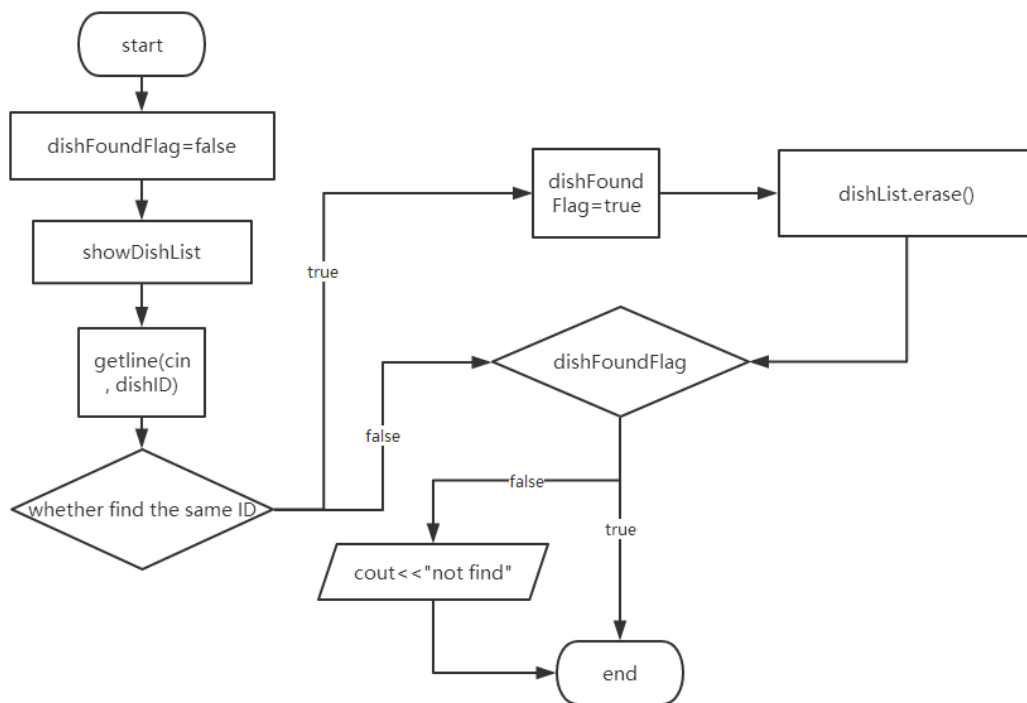 start
dishFoundFlag=false
showDishList
getline(cin
, dishID)
whether find the same ID
true
false
dishFound
Flag=true
dishList.erase()
dishFoundFlag
false
true
cout<<"not find"
end